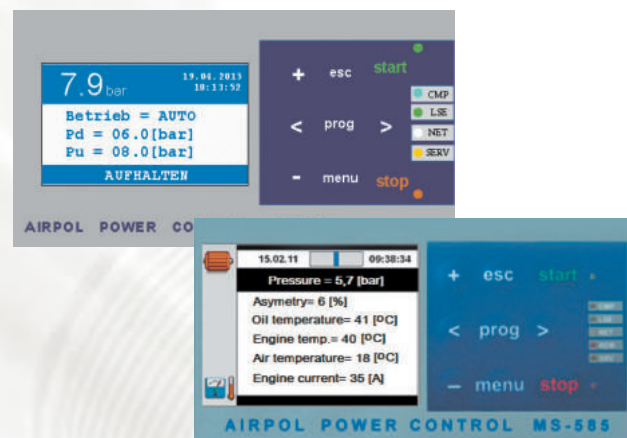 7.9 bar
19.04.2013
10:13:52
Betrieb = AUTO
Pd = 06.0[bar]
Pu = 08.0[bar]
AUFHALTEN
+ esc start
< prog >
- menu stop
CMP
LSE
NET
SERV
AIRPOL POWER CO
15.02.11 09:38:34
Pressure = 5,7 [bar]
Asymetry= 6 [%]
Oil temperature= 41 [ºC]
Engine temp.= 40 [ºC]
Air temperature= 18 [ºC]
Engine current= 35 [A]
+ esc start
< prog >
- menu stop
AIRPOL POWER CONTROL MS-585